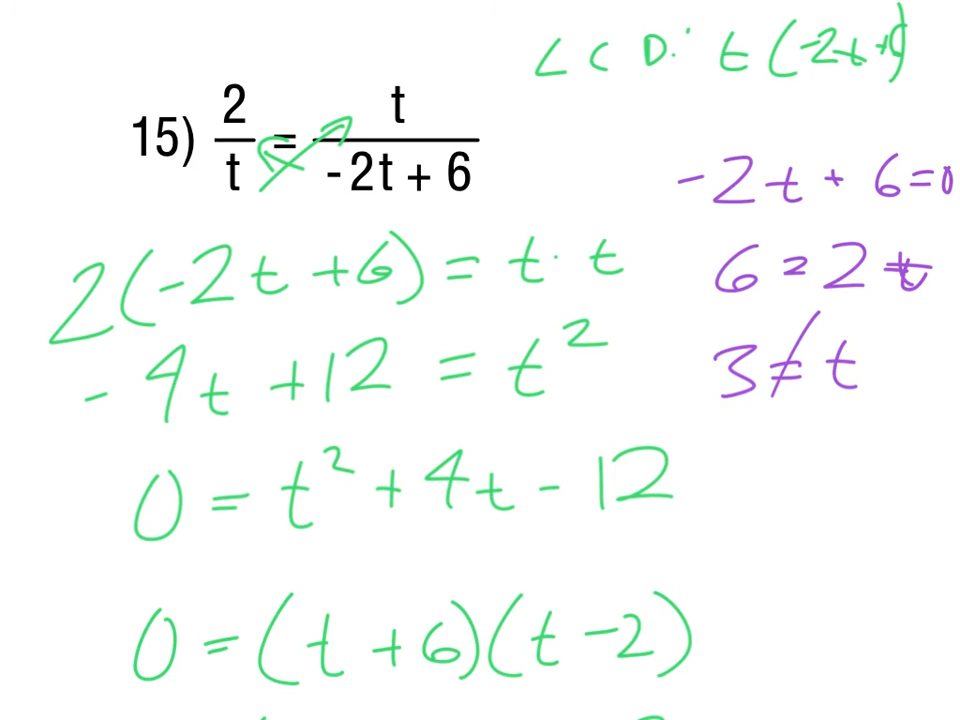 LCD: t(-2t+6)
15) 2/t = t/(-2t + 6)
-2t + 6=0
2(-2t +6) = t · t
6 = 2t
-4t +12 = t²
3 ≠ t
0 = t² + 4t - 12
0 = (t +6)(t -2)